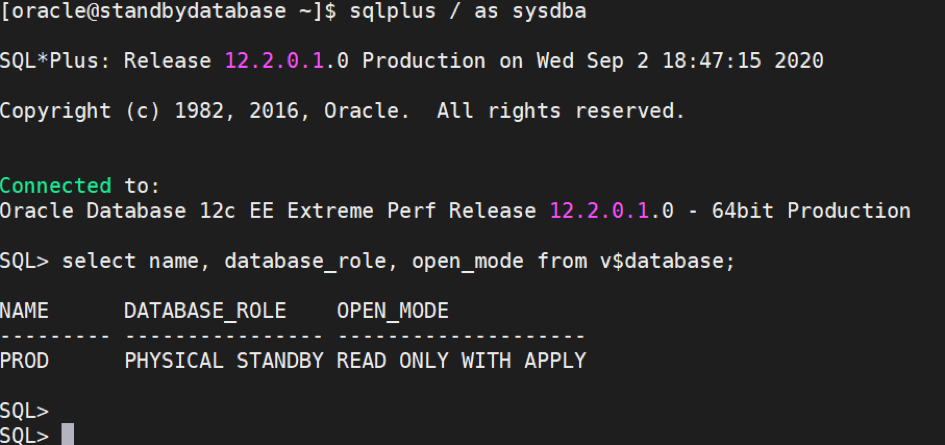 [oracle@standbydatabase ~]$ sqlplus / as sysdba
SQL*Plus: Release 12.2.0.1.0 Production on Wed Sep 2 18:47:15 2020
Copyright (c) 1982, 2016, Oracle.  All rights reserved.
Connected to:
Oracle Database 12c EE Extreme Perf Release 12.2.0.1.0 - 64bit Production
SQL> select name, database_role, open_mode from v$database;
NAME      DATABASE_ROLE    OPEN_MODE
--------- ---------------- --------------------
PROD      PHYSICAL STANDBY READ ONLY WITH APPLY
SQL>
SQL>